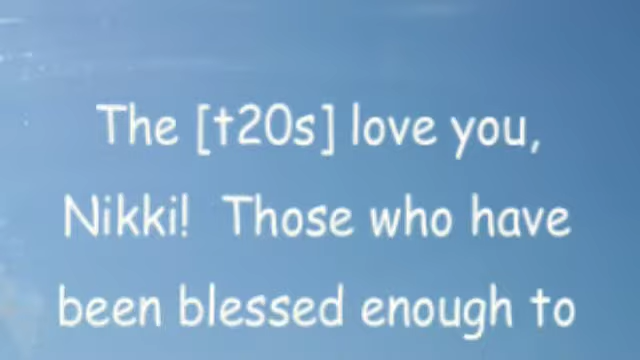 The [t20s] love you,
Nikki!  Those who have
been blessed enough to